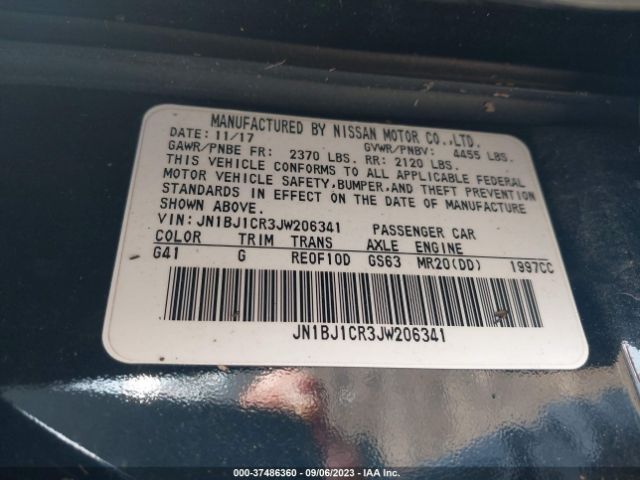 MANUFACTURED BY NISSAN MOTOR CO.,LTD.
DATE: 11/17 GVWR/PNBV: 4455 LBS.
GAWR/PNBE FR: 2370 LBS. RR: 2120 LBS.
THIS VEHICLE CONFORMS TO ALL APPLICABLE FEDERAL
MOTOR VEHICLE SAFETY,BUMPER,AND THEFT PREVENTION
STANDARDS IN EFFECT ON THE DATE OF MANUFACTURE
SHOWN ABOVE.
VIN: JN1BJ1CR3JW206341 PASSENGER CAR
COLOR TRIM TRANS AXLE ENGINE
G41 G RE0F10D GS63 MR20(DD) 1997CC
JN1BJ1CR3JW206341
000-37486360 - 09/06/2023 - IAA Inc.